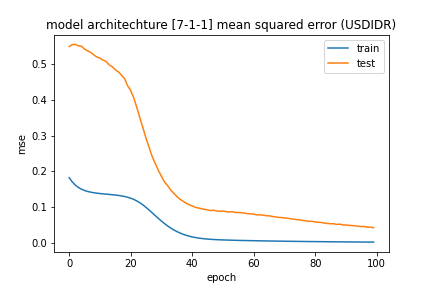 model architechture [7-1-1] mean squared error (USDIDR)
train
test
mse
0.5
0.4
0.3
0.2
0.1
0.0
0 20 40 60 80 100
epoch